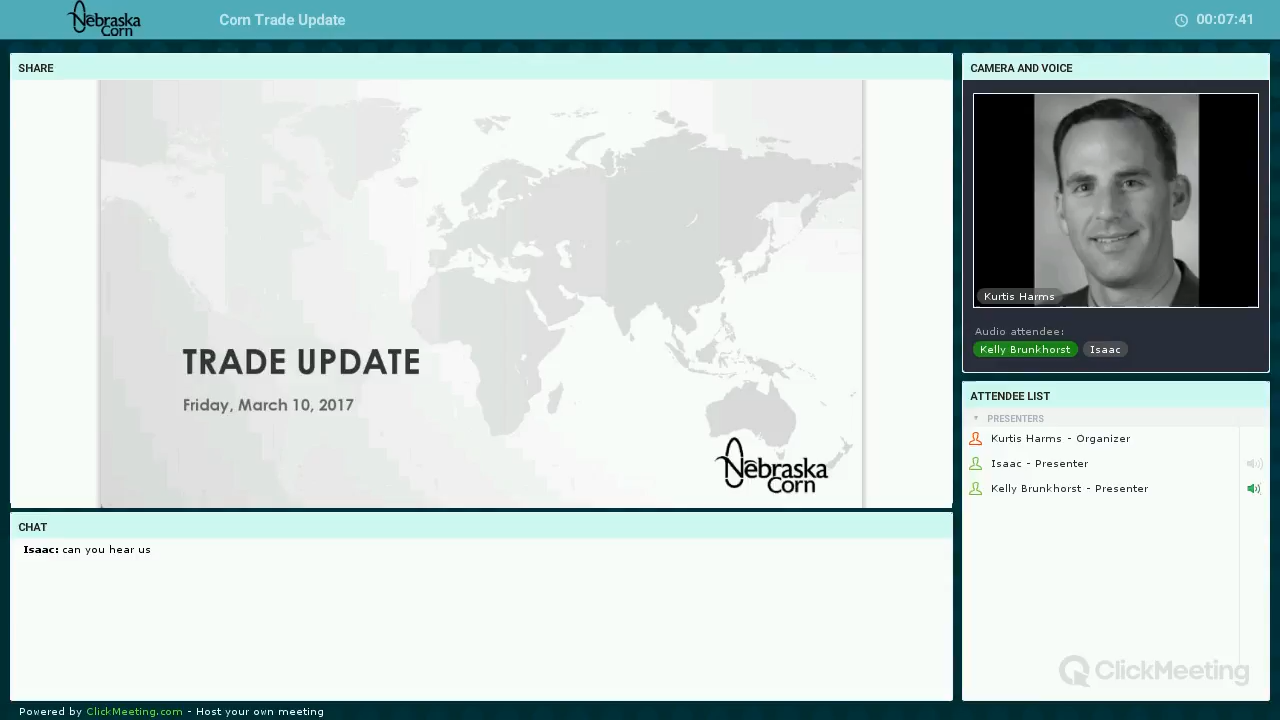 Nebraska
Corn
Corn Trade Update
00:07:41
SHARE
TRADE UPDATE
Friday, March 10, 2017
Nebraska
Corn
CHAT
Isaac: can you hear us
CAMERA AND VOICE
Kurtis Harms
Audio attendee:
Kelly Brunkhorst Isaac
ATTENDEE LIST
PRESENTERS
Kurtis Harms - Organizer
Isaac - Presenter
Kelly Brunkhorst - Presenter
ClickMeeting
Powered by ClickMeeting.com - Host your own meeting